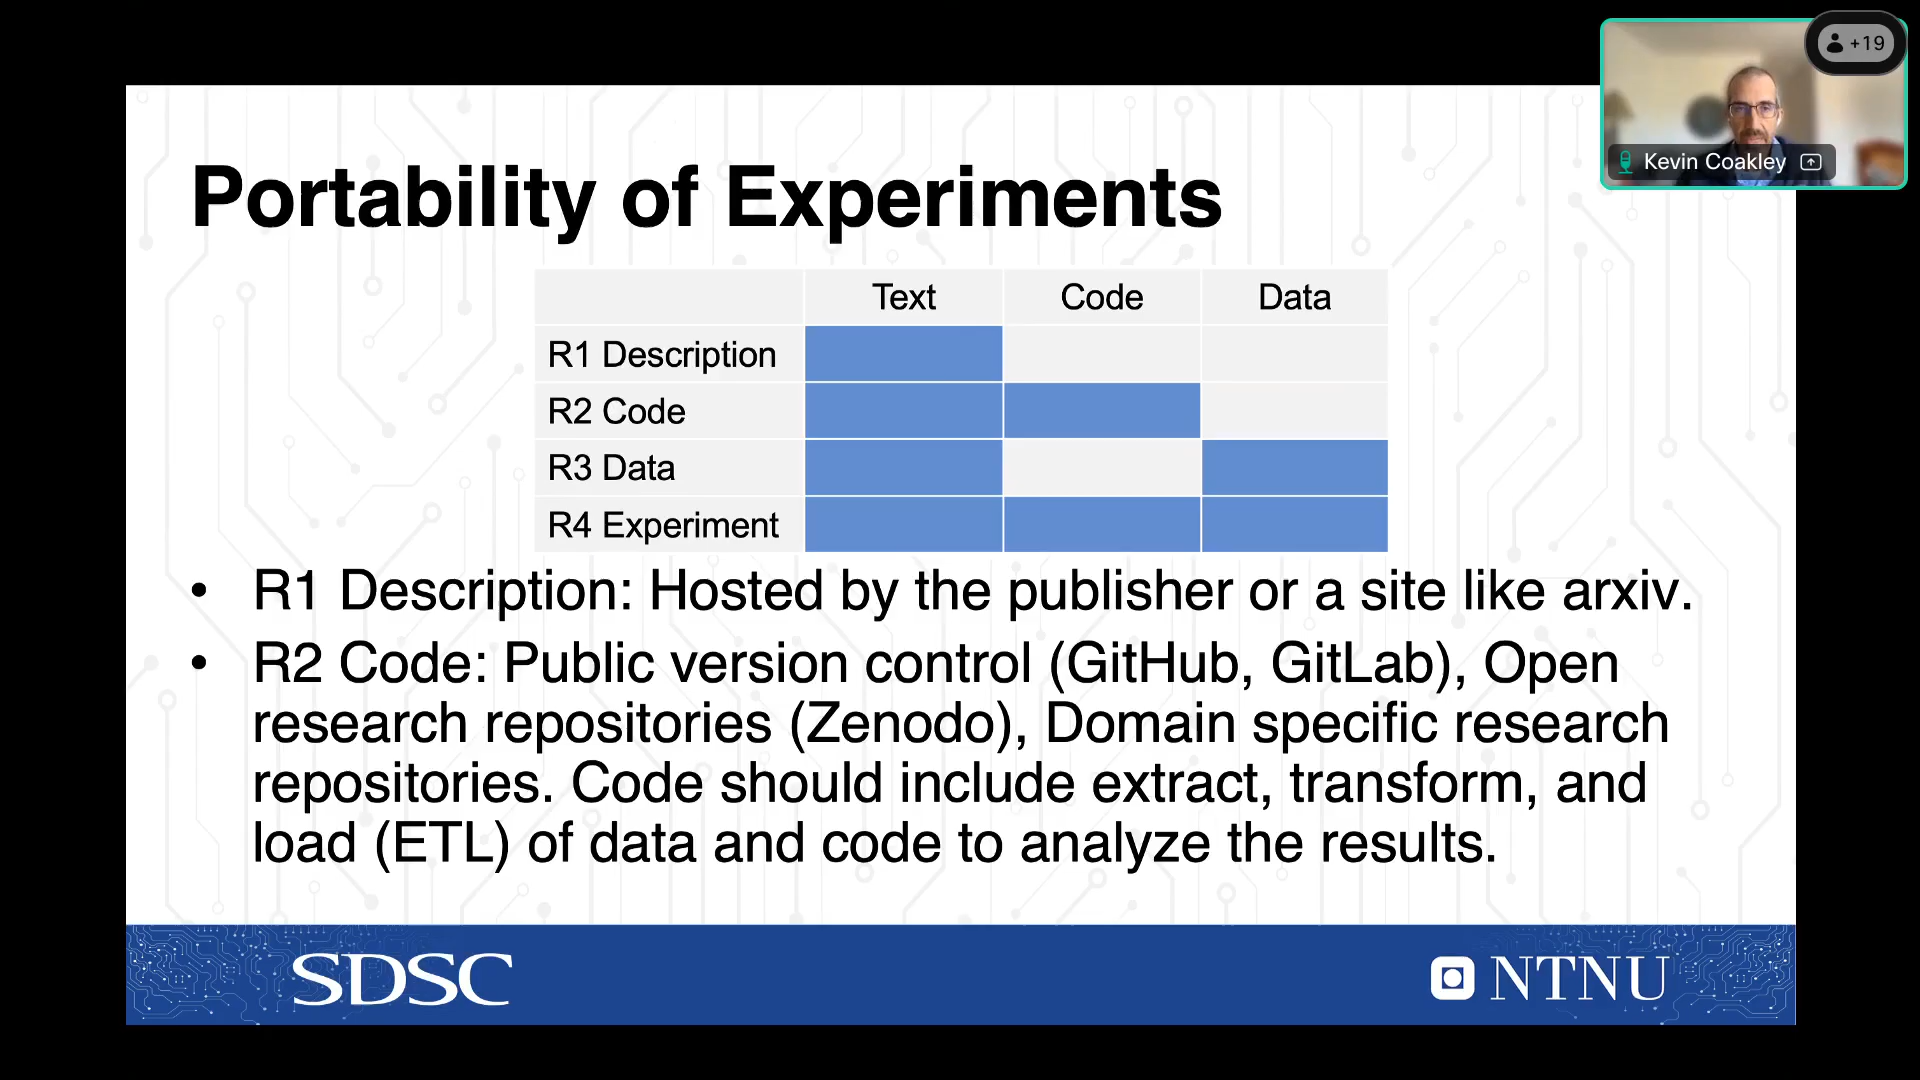 +19
Kevin Coakley
Portability of Experiments
Text Code Data
R1 Description
R2 Code
R3 Data
R4 Experiment
• R1 Description: Hosted by the publisher or a site like arxiv.
• R2 Code: Public version control (GitHub, GitLab), Open
research repositories (Zenodo), Domain specific research
repositories. Code should include extract, transform, and
load (ETL) of data and code to analyze the results.
SDSC
NTNU